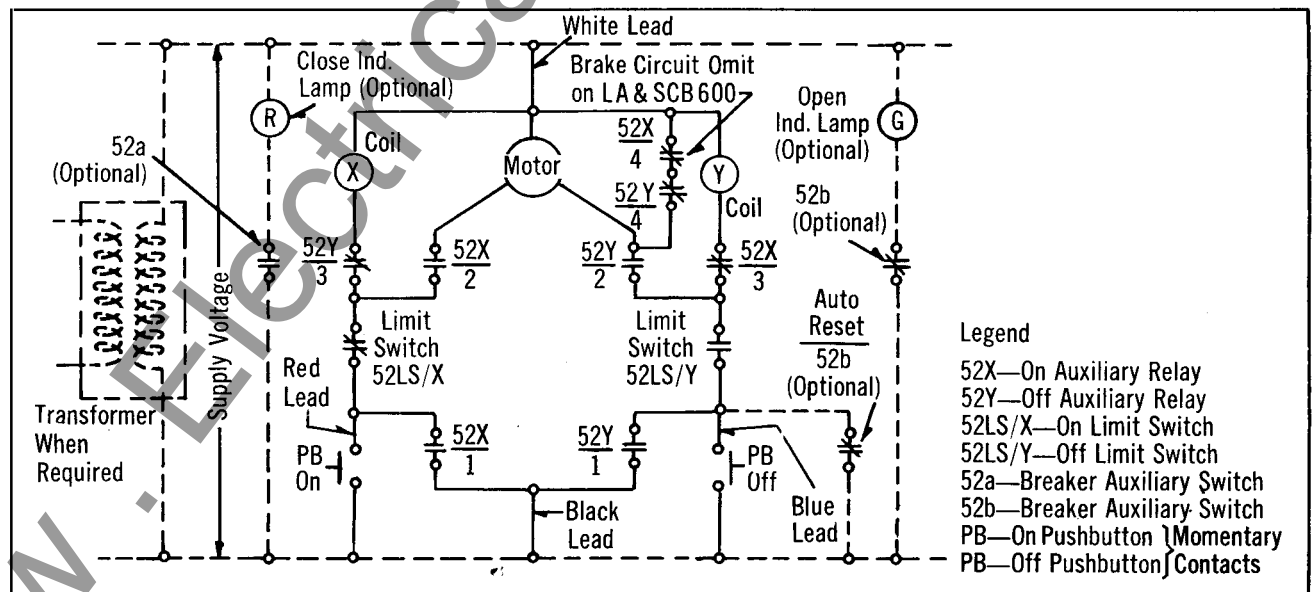 White Lead
Close Ind.
Lamp (Optional)
Brake Circuit Omit
on LA & SCB 600
R
52a
(Optional)
Coil
X
Motor
52X
4
52Y
4
Y
Coil
Open
Ind. Lamp
(Optional)
G
52b
(Optional)
52Y
3
52X
2
52Y
2
52X
3
Supply Voltage
Limit
Switch
52LS/X
Limit
Switch
52LS/Y
Auto
Reset
52b
(Optional)
Red
Lead
Transformer
When
Required
PB
On
52X
1
52Y
1
PB
Off
Black
Lead
Blue
Lead
Legend
52X—On Auxiliary Relay
52Y—Off Auxiliary Relay
52LS/X—On Limit Switch
52LS/Y—Off Limit Switch
52a—Breaker Auxiliary Switch
52b—Breaker Auxiliary Switch
PB—On Pushbutton } Momentary
PB—Off Pushbutton } Contacts
w . Electrica